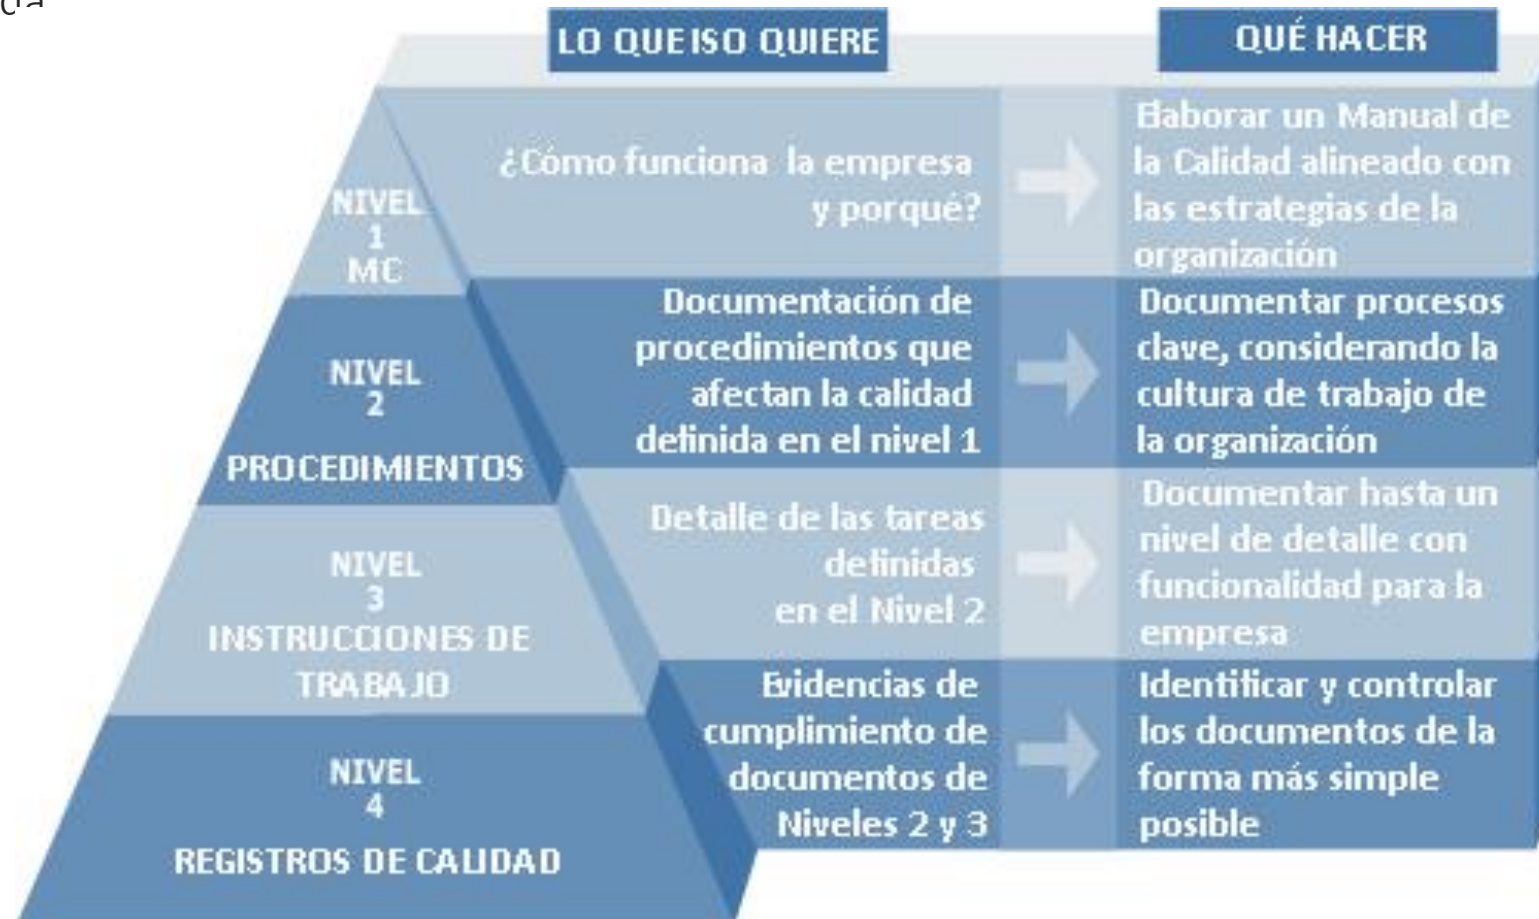 LO QUE ISO QUIERE
QUÉ HACER
NIVEL
1
MC
¿Cómo funciona la empresa
y porqué?
Elaborar un Manual de
la Calidad alineado con
las estrategias de la
organización
NIVEL
2
PROCEDIMIENTOS
Documentación de
procedimientos que
afectan la calidad
definida en el nivel 1
Documentar procesos
clave, considerando la
cultura de trabajo de
la organización
NIVEL
3
INSTRUCCIONES DE
TRABAJO
Detalle de las tareas
definidas
en el Nivel 2
Documentar hasta un
nivel de detalle con
funcionalidad para la
empresa
NIVEL
4
REGISTROS DE CALIDAD
Evidencias de
cumplimiento de
documentos de
Niveles 2 y 3
Identificar y controlar
los documentos de la
forma más simple
posible